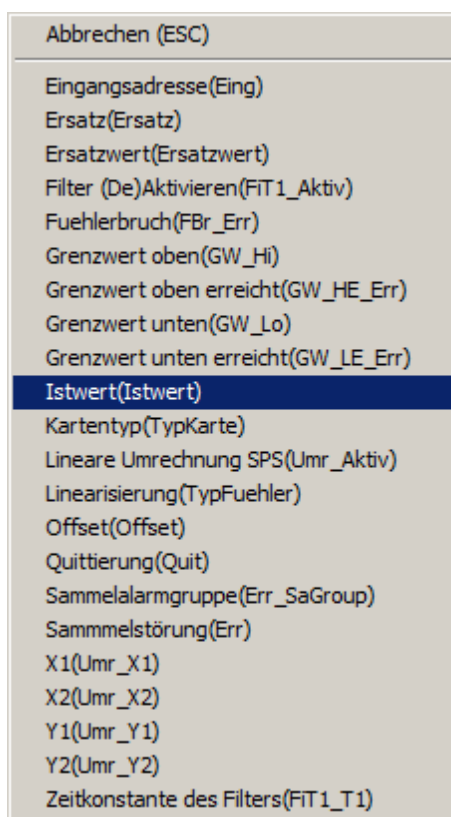 Abbrechen (ESC)
Eingangsadresse(Eing)
Ersatz(Ersatz)
Ersatzwert(Ersatzwert)
Filter (De)Aktivieren(FiT1_Aktiv)
Fuehlerbruch(FBr_Err)
Grenzwert oben(GW_Hi)
Grenzwert oben erreicht(GW_HE_Err)
Grenzwert unten(GW_Lo)
Grenzwert unten erreicht(GW_LE_Err)
Istwert(Istwert)
Kartentyp(TypKarte)
Lineare Umrechnung SPS(Umr_Aktiv)
Linearisierung(TypFuehler)
Offset(Offset)
Quittierung(Quit)
Sammelalarmgruppe(Err_SaGroup)
Sammmelstörung(Err)
X1(Umr_X1)
X2(Umr_X2)
Y1(Umr_Y1)
Y2(Umr_Y2)
Zeitkonstante des Filters(FiT1_T1)